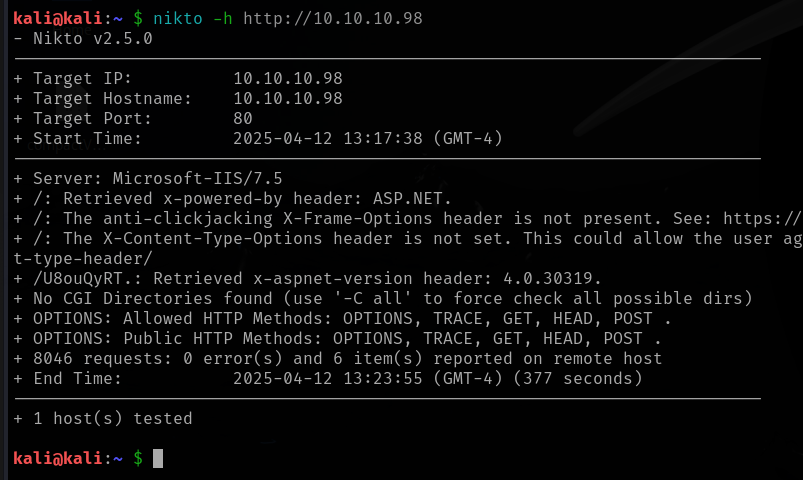 kali@kali:~ $ nikto -h http://10.10.10.98
- Nikto v2.5.0
---------------------------------------------------------------------------
+ Target IP:          10.10.10.98
+ Target Hostname:    10.10.10.98
+ Target Port:        80
+ Start Time:         2025-04-12 13:17:38 (GMT-4)
---------------------------------------------------------------------------
+ Server: Microsoft-IIS/7.5
+ /: Retrieved x-powered-by header: ASP.NET.
+ /: The anti-clickjacking X-Frame-Options header is not present. See: https://
+ /: The X-Content-Type-Options header is not set. This could allow the user ag
t-type-header/
+ /U8ouQyRT.: Retrieved x-aspnet-version header: 4.0.30319.
+ No CGI Directories found (use '-C all' to force check all possible dirs)
+ OPTIONS: Allowed HTTP Methods: OPTIONS, TRACE, GET, HEAD, POST .
+ OPTIONS: Public HTTP Methods: OPTIONS, TRACE, GET, HEAD, POST .
+ 8046 requests: 0 error(s) and 6 item(s) reported on remote host
+ End Time:           2025-04-12 13:23:55 (GMT-4) (377 seconds)
---------------------------------------------------------------------------
+ 1 host(s) tested
kali@kali:~ $